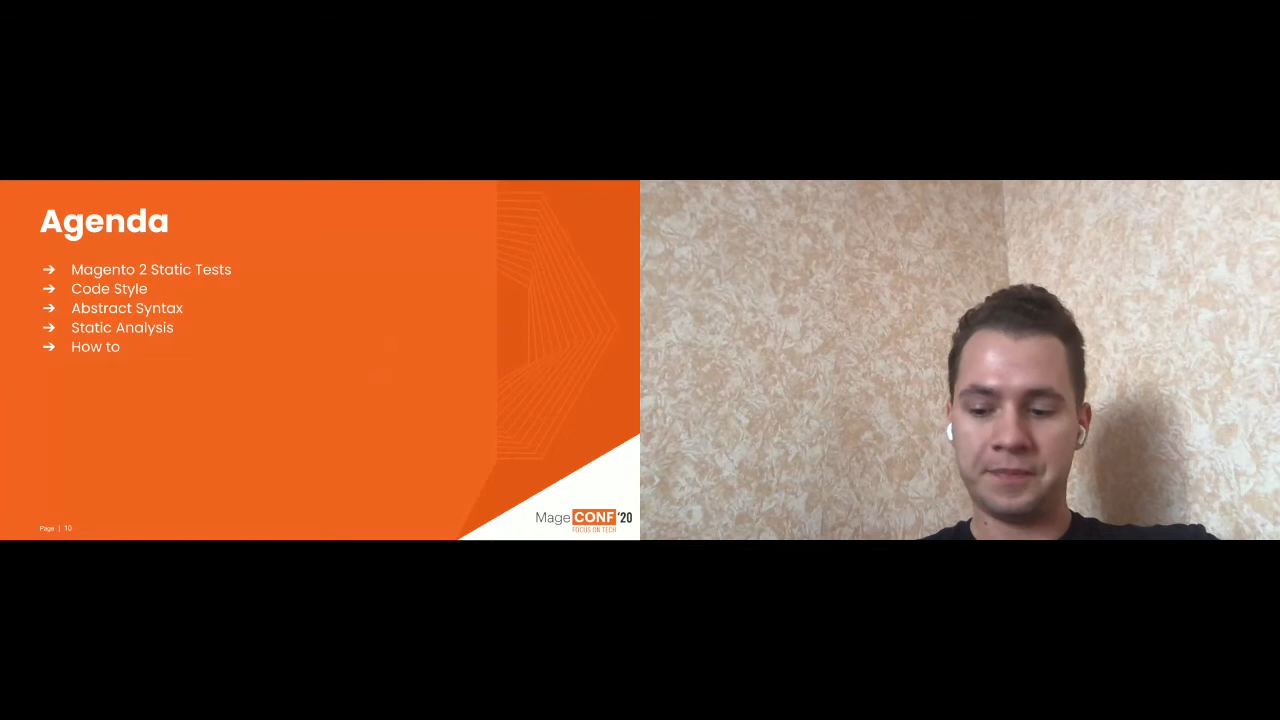 Agenda
➔ Magento 2 Static Tests
➔ Code Style
➔ Abstract Syntax
➔ Static Analysis
➔ How to
Page | 10
Mage CONF '20
FOCUS ON TECH